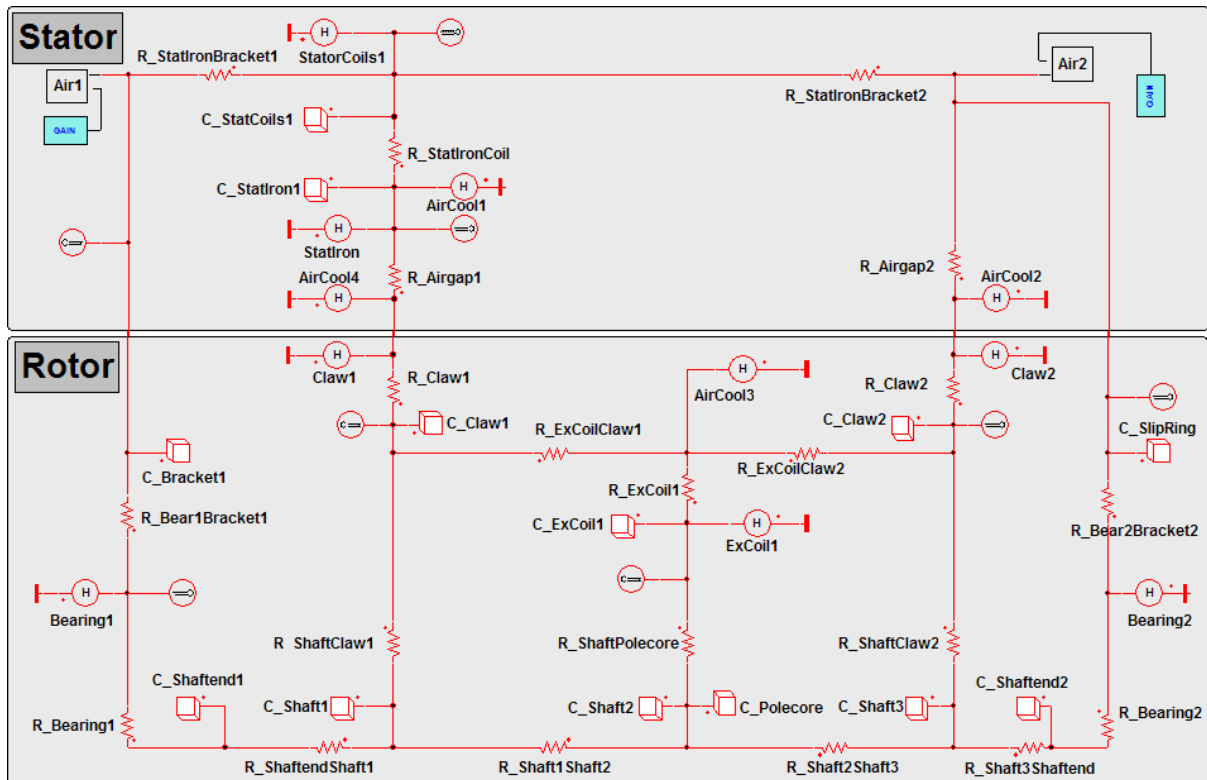 Stator
StatorCoils1
R_StatIronBracket1
Air1
Air2
R_StatIronBracket2
GAIN
GAIN
C_StatCoils1
R_StatIronCoil
C_StatIron1
AirCool1
StatIron
AirCool4
R_Airgap1
R_Airgap2
AirCool2
Rotor
Claw1
R_Claw1
AirCool3
R_Claw2
Claw2
C_Claw1
C_Claw2
C_SlipRing
R_ExCoilClaw1
R_ExCoilClaw2
C_Bracket1
R_ExCoil1
R_Bear1Bracket1
C_ExCoil1
ExCoil1
R_Bear2Bracket2
Bearing1
Bearing2
R_ShaftClaw1
R_ShaftPolecore
R_ShaftClaw2
C_Shaftend1
C_Shaftend2
C_Shaft1
C_Shaft2
C_Polecore
C_Shaft3
R_Bearing1
R_Bearing2
R_ShaftendShaft1
R_Shaft1Shaft2
R_Shaft2Shaft3
R_Shaft3Shaftend
H
H
H
H
H
H
H
H
H
H
H